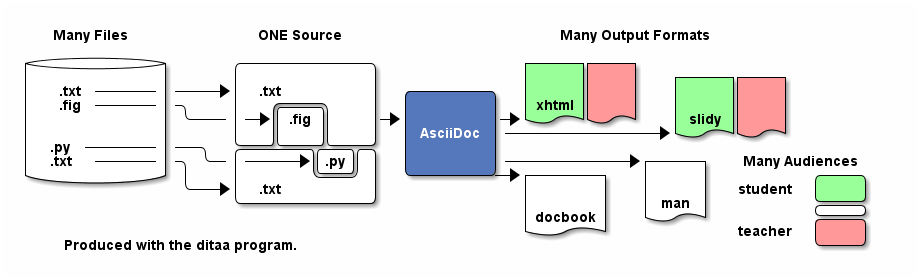 Many Files
ONE Source
Many Output Formats
.txt
.fig
.py
.txt
.txt
.fig
.py
.txt
AsciiDoc
xhtml
slidy
docbook
man
Many Audiences
student
teacher
Produced with the ditaa program.